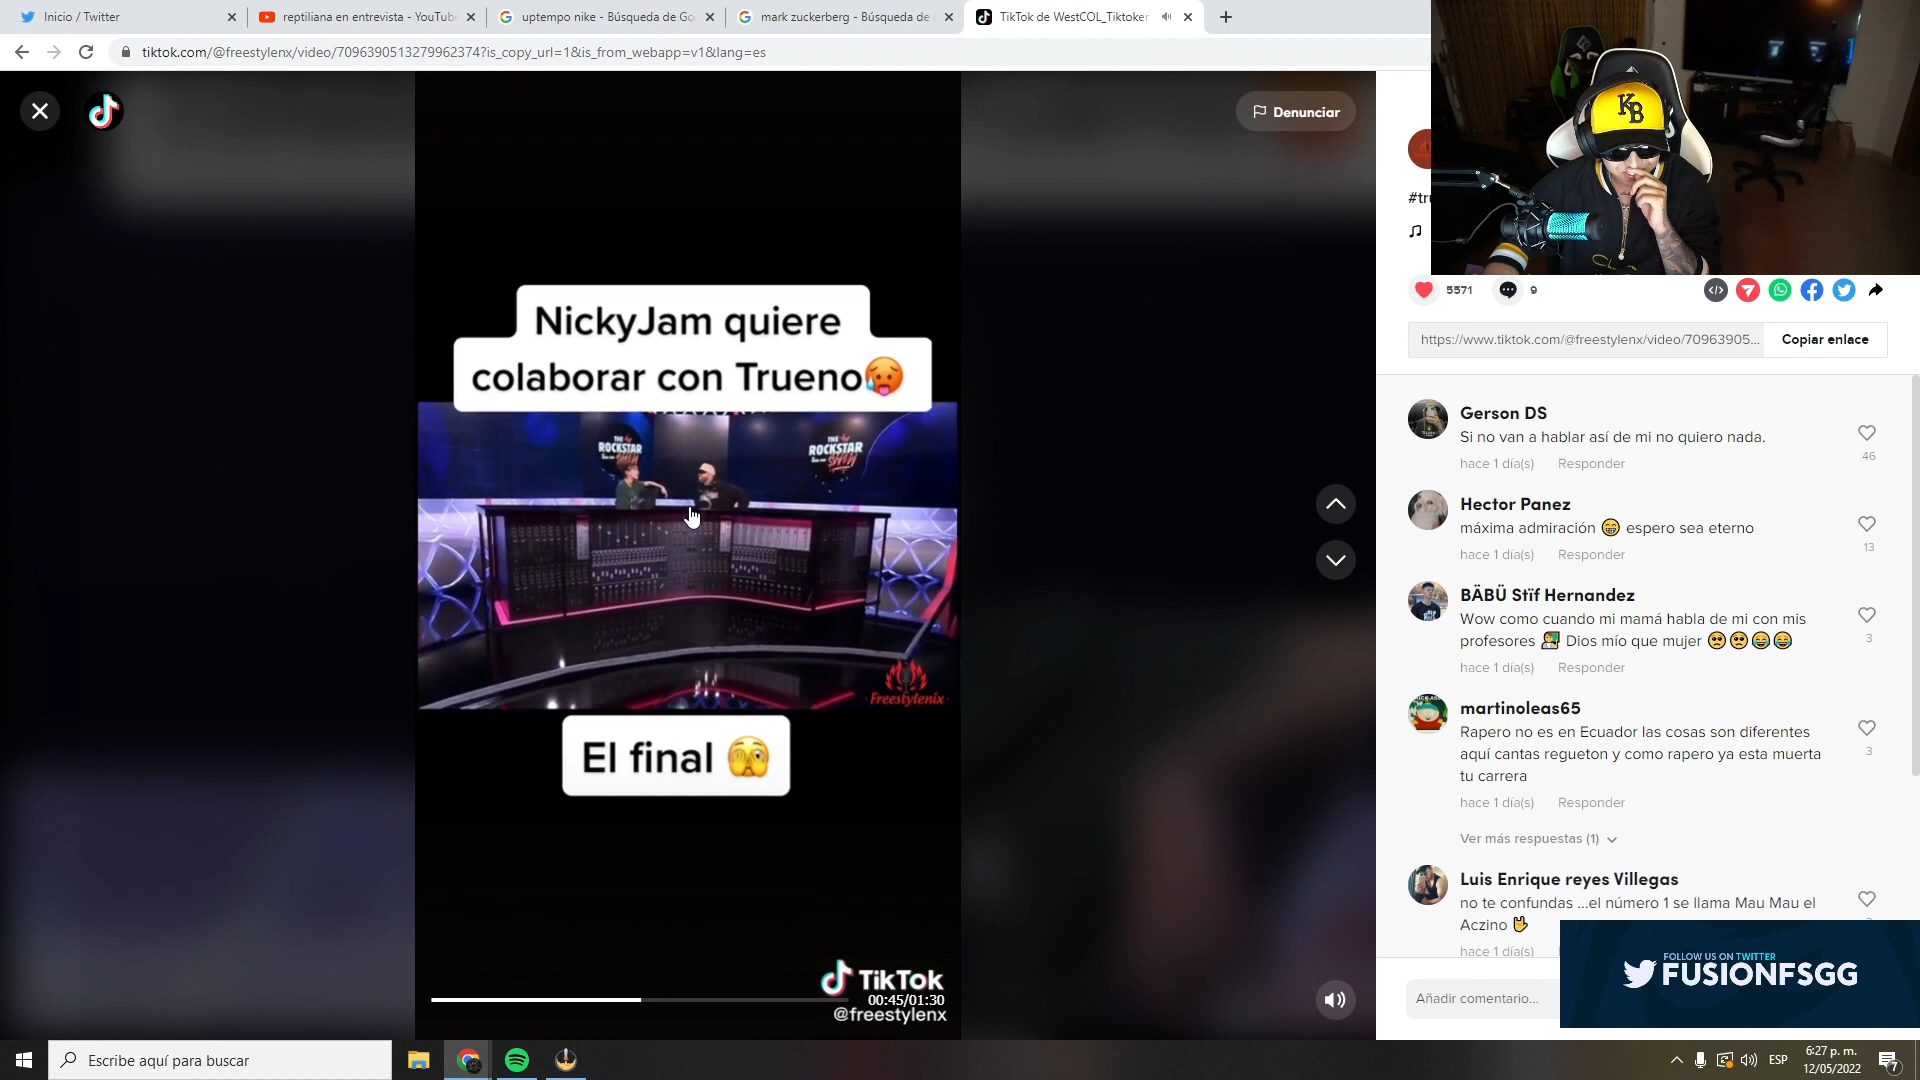 Inicio / Twitter
reptiliana en entrevista - YouTube
uptempo nike - Búsqueda de Go
mark zuckerberg - Búsqueda de
TikTok de WestCOL_Tiktoker
tiktok.com/@freestylenx/video/7096390513279962374?is_copy_url=1&is_from_webapp=v1&lang=es
Denunciar
KB
#tr
NickyJam quiere
colaborar con Trueno🥵
THE ROCKSTAR SHOW
THE ROCKSTAR SHOW
Freestylenix
El final 🫣
TikTok
00:45/01:30
@freestylenx
5571
9
https://www.tiktok.com/@freestylenx/video/70963905...
Copiar enlace
Gerson DS
Si no van a hablar así de mi no quiero nada.
46
hace 1 día(s) Responder
Hector Panez
máxima admiración 😁 espero sea eterno
13
hace 1 día(s) Responder
BÄBÜ Stïf Hernandez
Wow como cuando mi mamá habla de mi con mis
profesores 👨‍🏫 Dios mío que mujer 🥺🥺😂😂
3
hace 1 día(s) Responder
martinoleas65
Rapero no es en Ecuador las cosas son diferentes
aquí cantas regueton y como rapero ya esta muerta
tu carrera
3
hace 1 día(s) Responder
Ver más respuestas (1)
Luis Enrique reyes Villegas
no te confundas ...el número 1 se llama Mau Mau el
Aczino 🤟
hace 1 día(s)
Añadir comentario...
FOLLOW US ON TWITTER
FUSIONFSGG
Escribe aquí para buscar
ESP
6:27 p. m.
12/05/2022
7